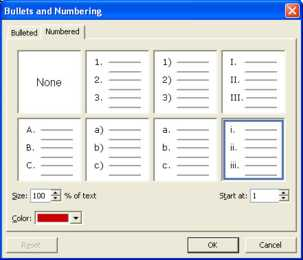 Bullets and Numbering
Bulleted Numbered
None
1.
2.
3.
1)
2)
3)
I.
II.
III.
A.
B.
C.
a)
b)
c)
a.
b.
c.
i.
ii.
iii.
Size: 100 % of text
Start at: 1
Color:
Reset OK Cancel